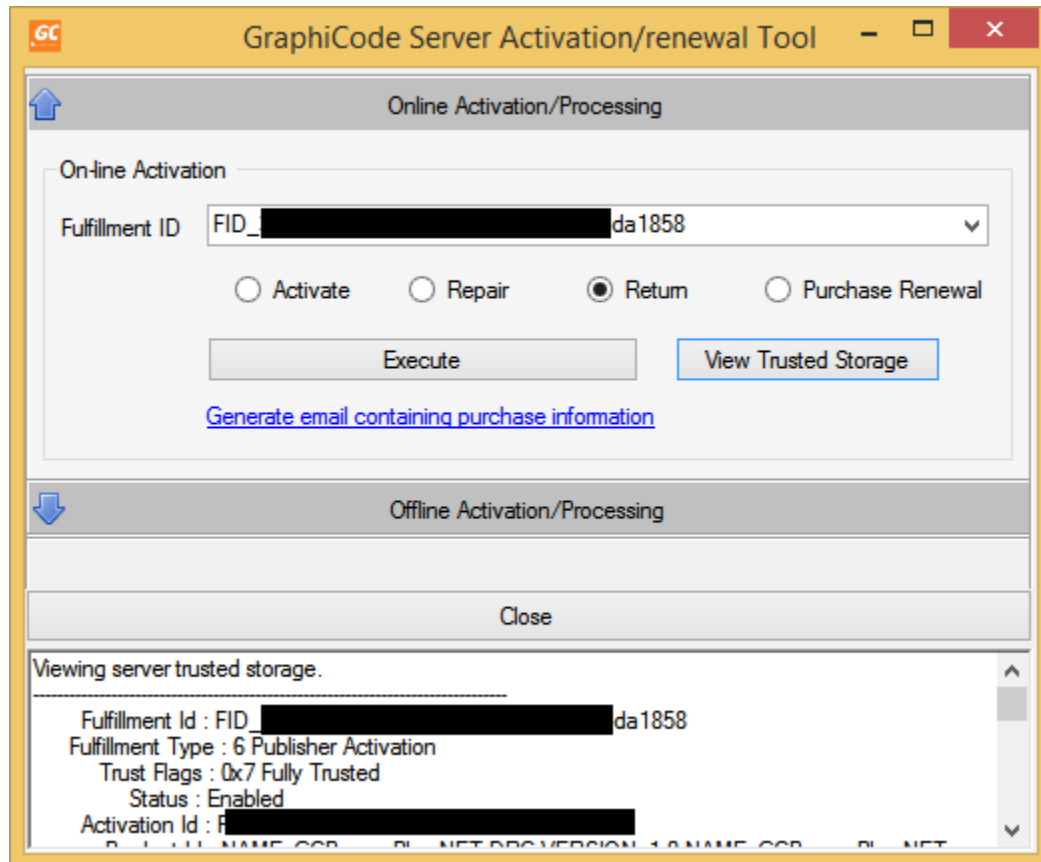 GC
GraphiCode Server Activation/renewal Tool
Online Activation/Processing
On-line Activation
Fulfillment ID FID_ da1858
Activate Repair Return Purchase Renewal
Execute View Trusted Storage
Generate email containing purchase information
Offline Activation/Processing
Close
Viewing server trusted storage.
Fulfillment Id : FID_ da1858
Fulfillment Type : 6 Publisher Activation
Trust Flags : 0x7 Fully Trusted
Status : Enabled
Activation Id :